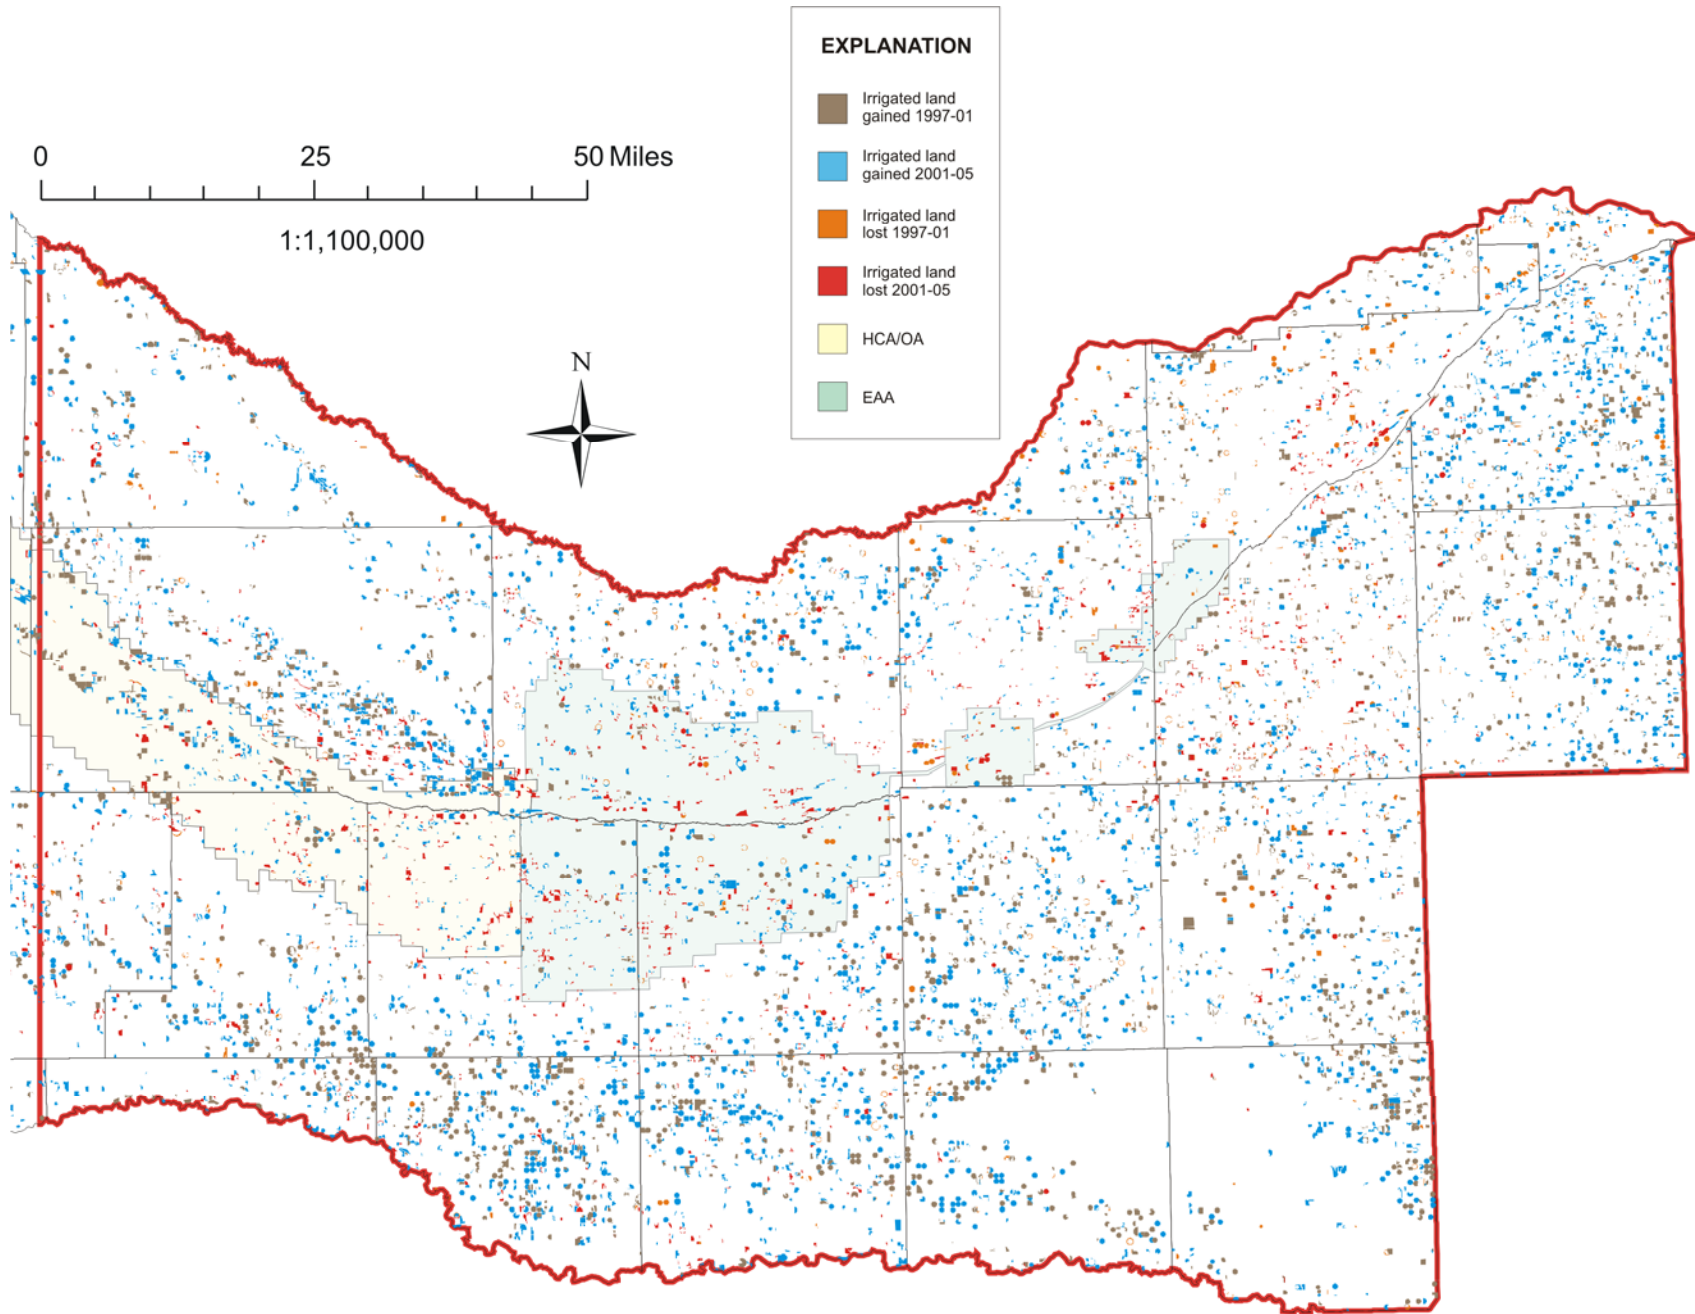 EXPLANATION
Irrigated land
gained 1997-01
Irrigated land
gained 2001-05
Irrigated land
lost 1997-01
Irrigated land
lost 2001-05
HCA/OA
EAA
0 25 50 Miles
1:1,100,000
N